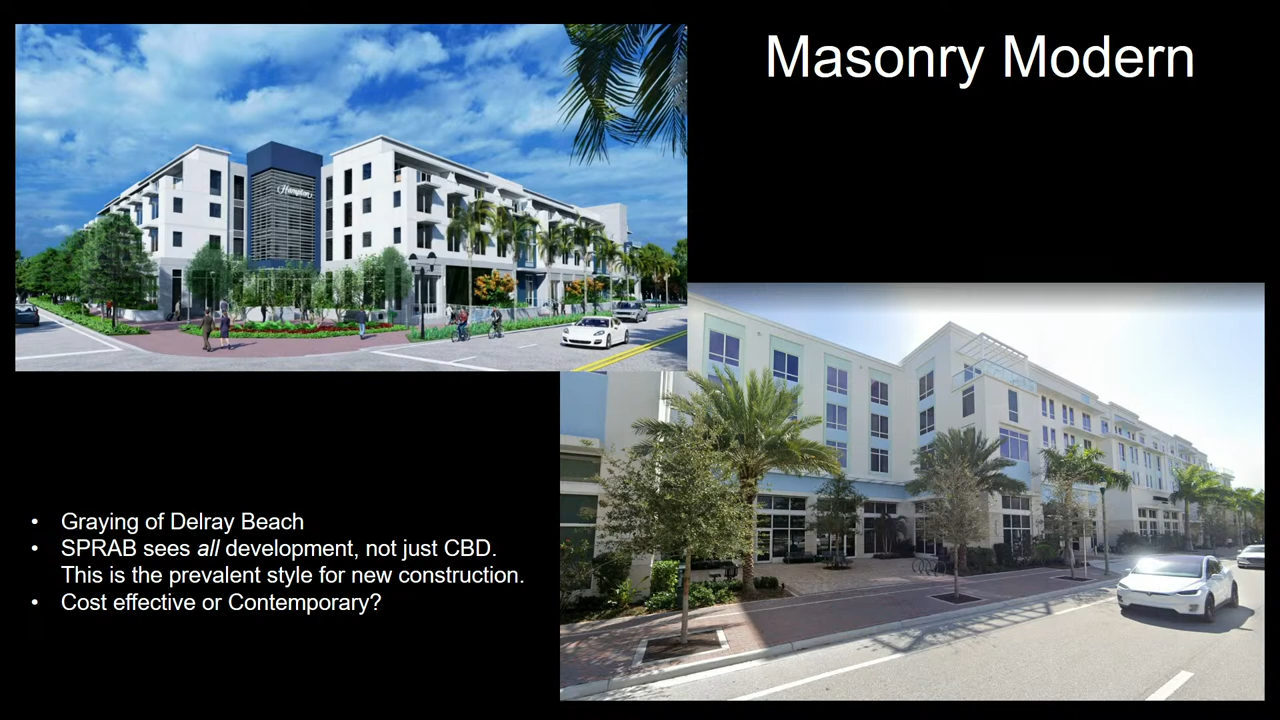 Masonry Modern
Hampton
• Graying of Delray Beach
• SPRAB sees all development, not just CBD.
This is the prevalent style for new construction.
• Cost effective or Contemporary?